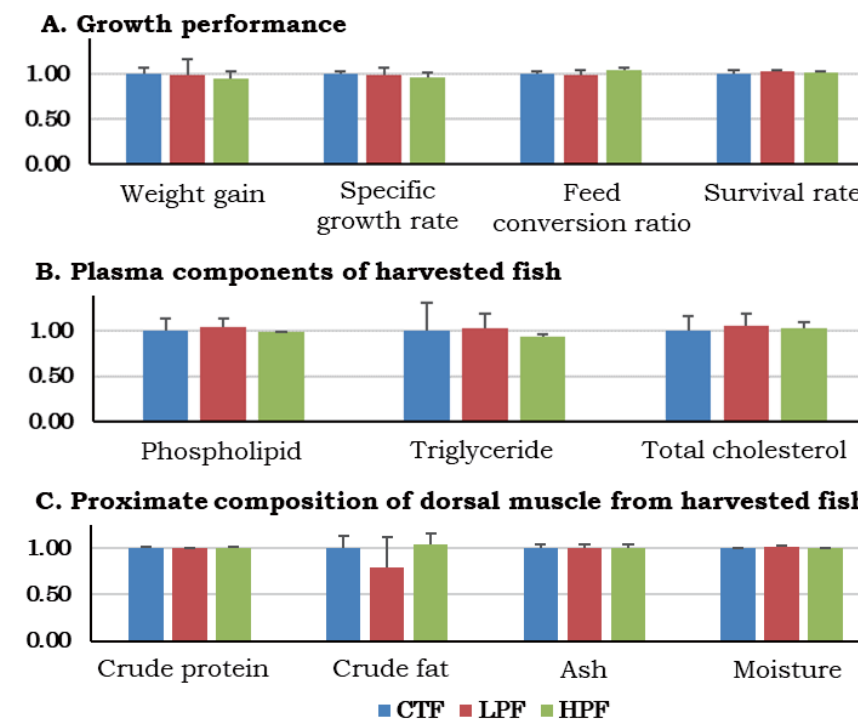 A. Growth performance
1.00
0.50
0.00
Weight gain
Specific
growth rate
Feed
conversion ratio
Survival rate
B. Plasma components of harvested fish
1.00
0.50
0.00
Phospholipid
Triglyceride
Total cholesterol
C. Proximate composition of dorsal muscle from harvested fish
1.00
0.50
0.00
Crude protein
Crude fat
Ash
Moisture
CTF LPF HPF